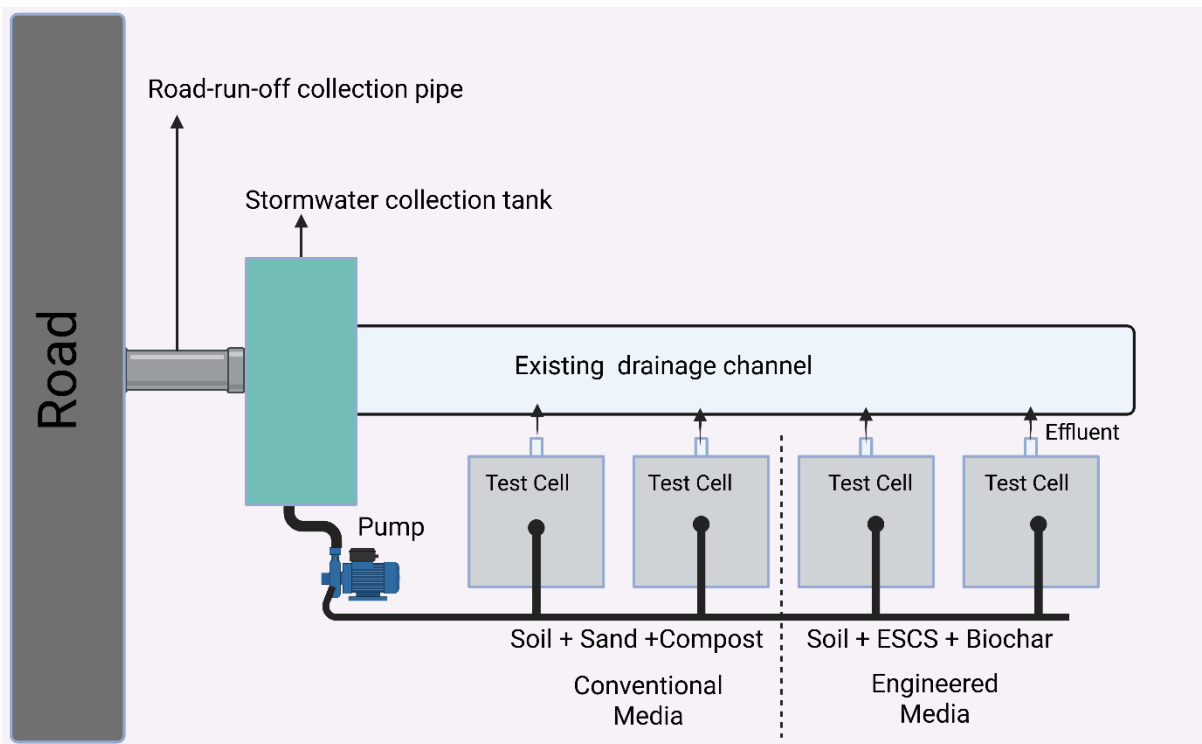 Road-run-off collection pipe
Stormwater collection tank
Road
Existing drainage channel
Effluent
Test Cell
Test Cell
Test Cell
Test Cell
Pump
Soil + Sand +Compost
Soil + ESCS + Biochar
Conventional
Media
Engineered
Media